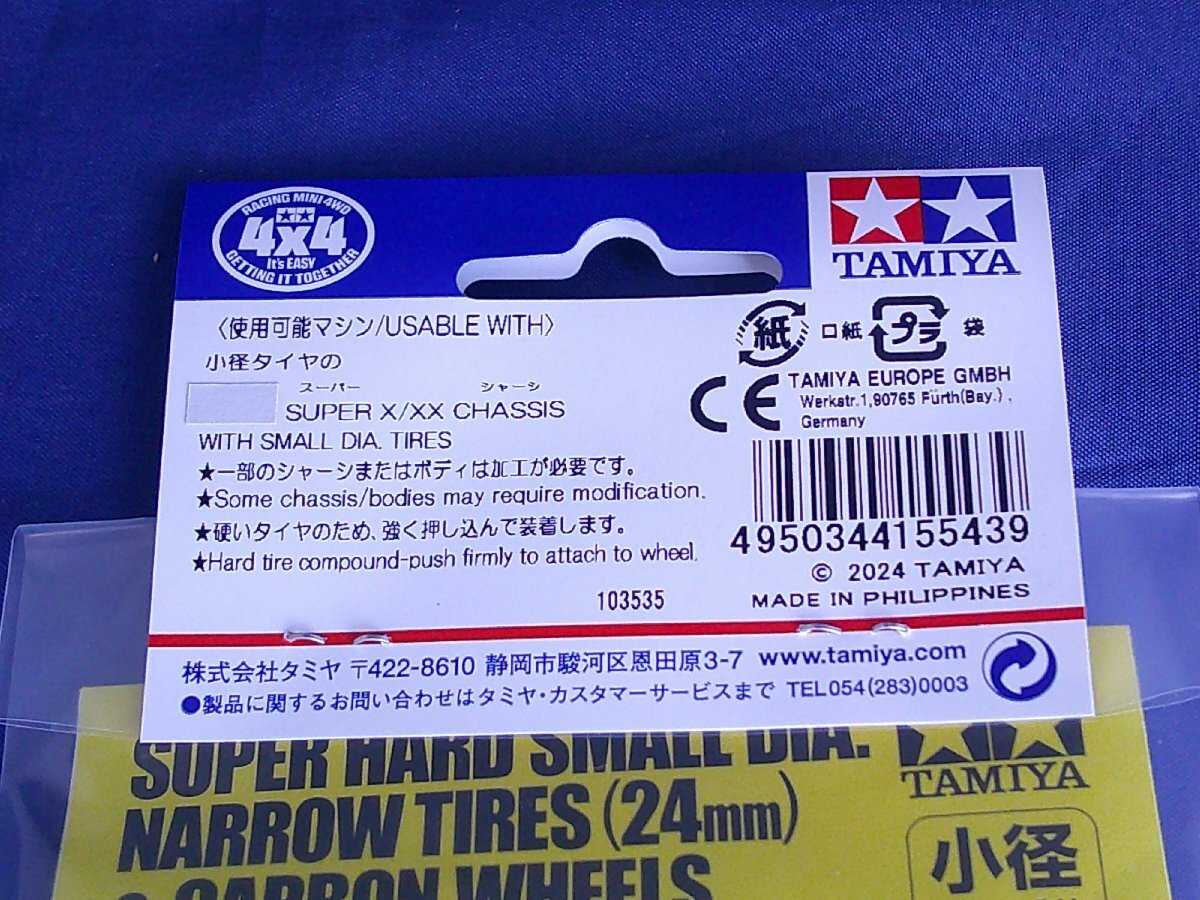 RACING MINI 4WD
4x4
It's EASY
GETTING IT TOGETHER
TAMIYA
〈使用可能マシン/USABLE WITH〉
小径タイヤの
スーパー シャーシ
SUPER X/XX CHASSIS
WITH SMALL DIA. TIRES
★一部のシャーシまたはボディは加工が必要です。
★Some chassis/bodies may require modification.
★硬いタイヤのため、強く押し込んで装着します。
★Hard tire compound-push firmly to attach to wheel.
103535
紙 口紙 プラ 袋
CE
TAMIYA EUROPE GMBH
Werkstr.1,90765 Fürth(Bay.),
Germany
4950344155439
© 2024 TAMIYA
MADE IN PHILIPPINES
株式会社タミヤ 〒422-8610 静岡市駿河区恩田原3-7 www.tamiya.com
●製品に関するお問い合わせはタミヤ・カスタマーサービスまで TEL054(283)0003
SUPER HARD SMALL DIA.
NARROW TIRES (24mm)
CARBON WHEELS
TAMIYA
小径